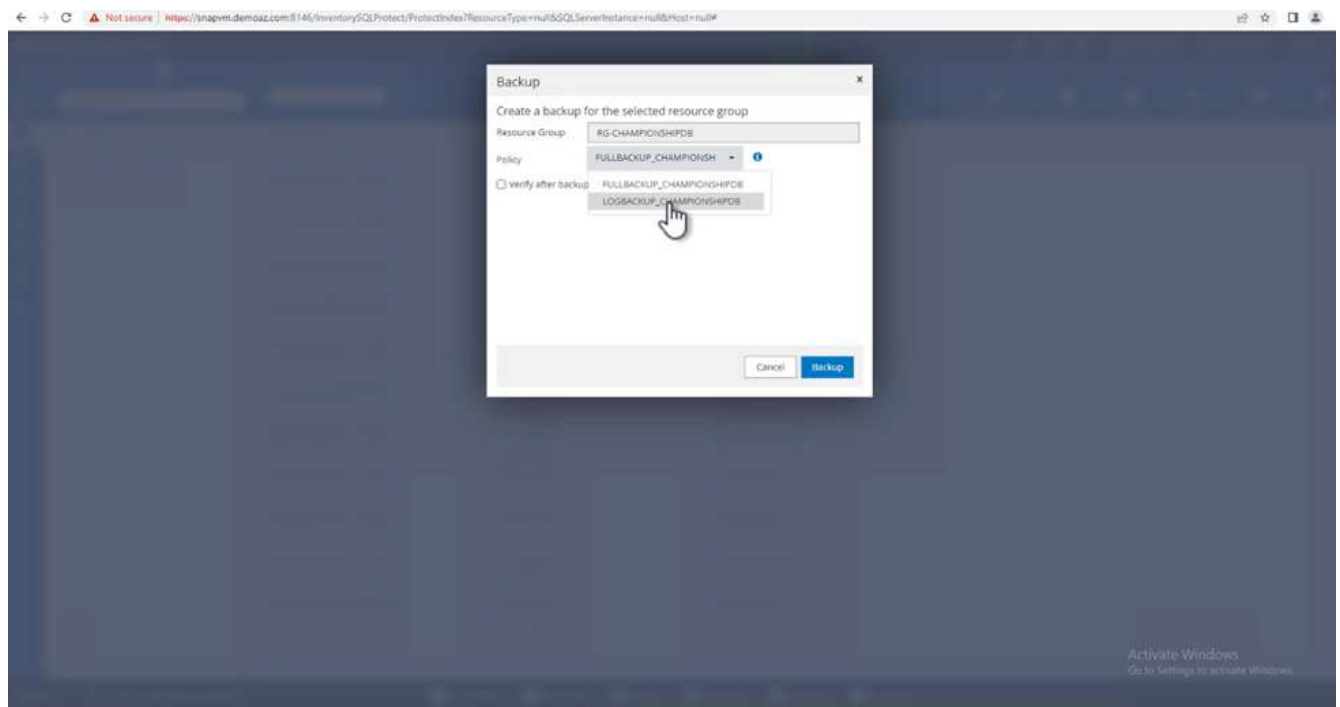 Not secure | https://snapvm.demoaz.com:8146/InventorySQLProtect/ProtectIndex?ResourceType=null&SQLServerInstance=null&Host=null#
Backup x
Create a backup for the selected resource group
Resource Group RG-CHAMPIONSHIPDB
Policy FULLBACKUP_CHAMPIONSH
Verify after backup FULLBACKUP_CHAMPIONSHIPDB
LOGBACKUP_CHAMPIONSHIPDB
Cancel Backup
Activate Windows
Go to Settings to activate Windows.